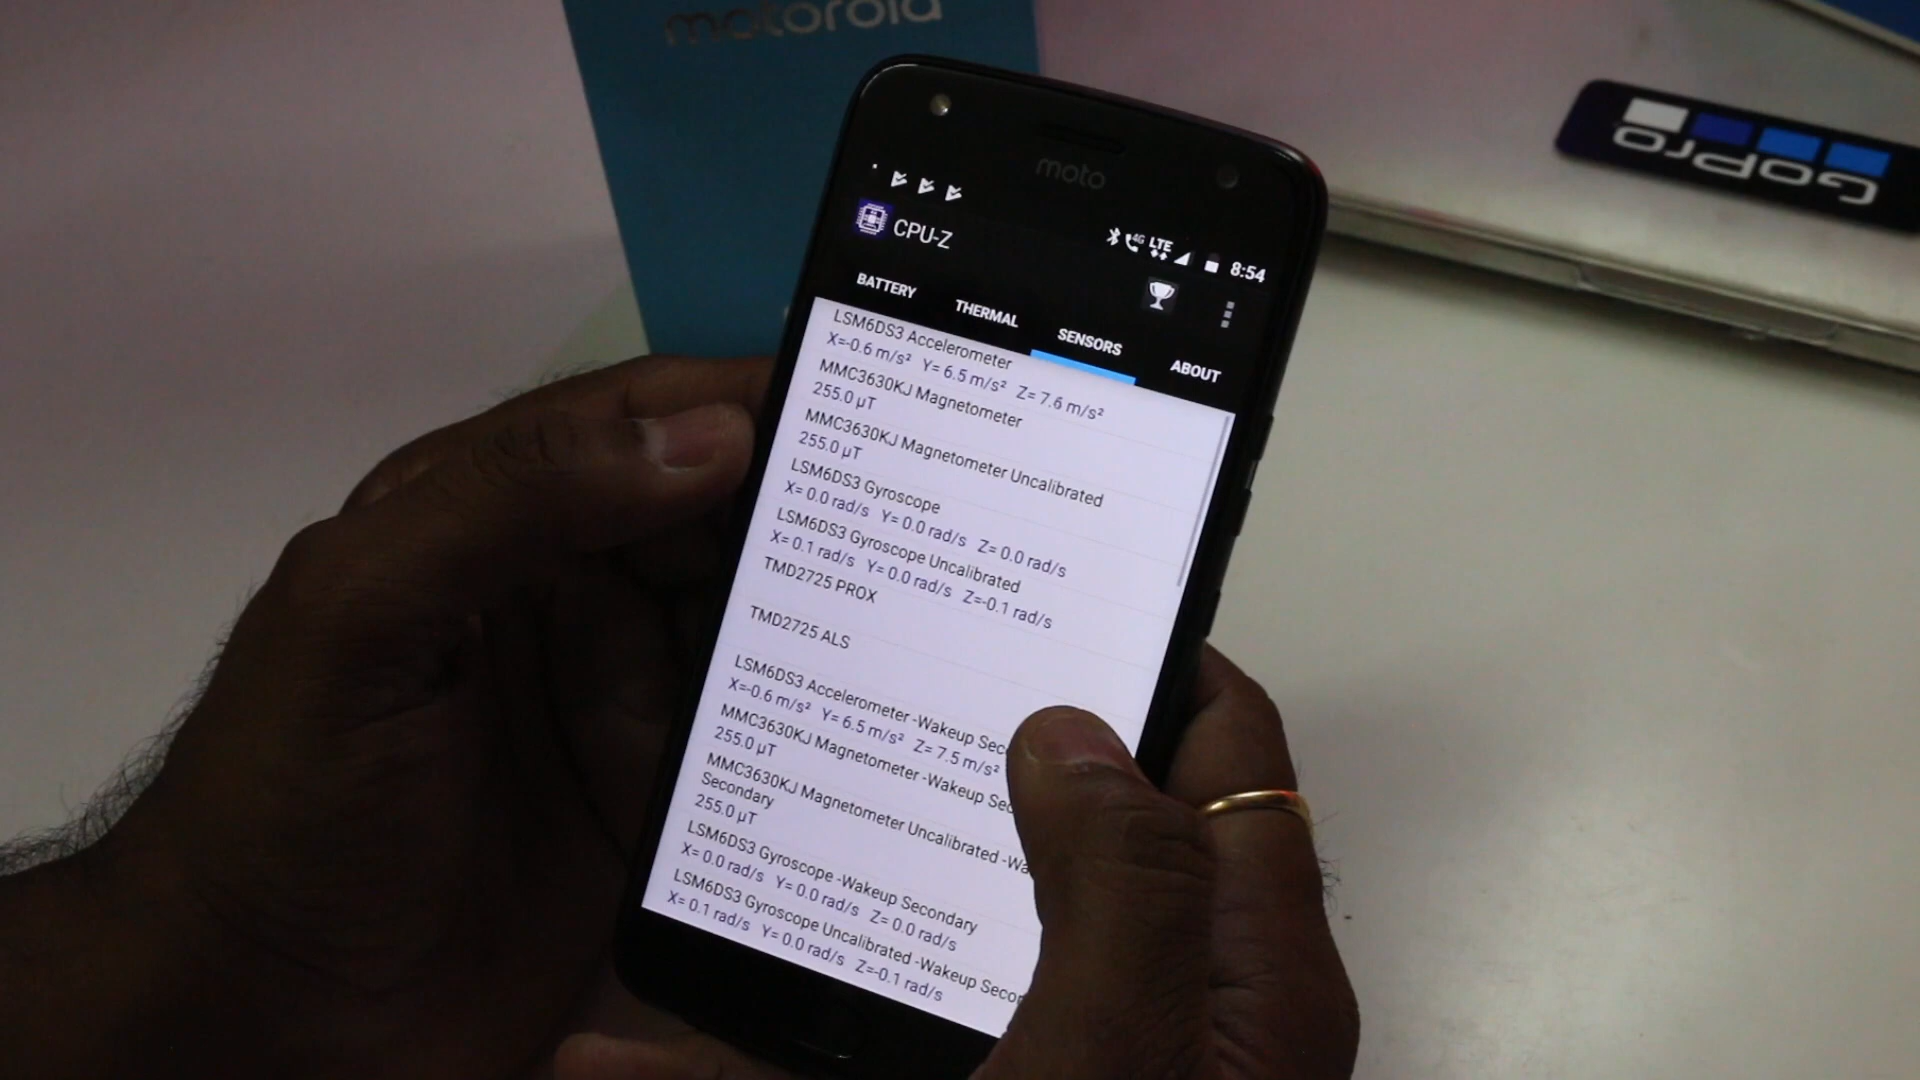 motorola
GoPro
moto
4G LTE 8:54
CPU-Z
BATTERY THERMAL SENSORS ABOUT
LSM6DS3 Accelerometer
X=-0.6 m/s² Y= 6.5 m/s² Z= 7.6 m/s²
MMC3630KJ Magnetometer
255.0 μT
MMC3630KJ Magnetometer Uncalibrated
255.0 μT
LSM6DS3 Gyroscope
X= 0.0 rad/s Y= 0.0 rad/s Z= 0.0 rad/s
LSM6DS3 Gyroscope Uncalibrated
X= 0.1 rad/s Y= 0.0 rad/s Z=-0.1 rad/s
TMD2725 PROX
TMD2725 ALS
LSM6DS3 Accelerometer -Wakeup Sec
X=-0.6 m/s² Y= 6.5 m/s² Z= 7.5 m/s²
MMC3630KJ Magnetometer -Wakeup Sec
255.0 μT
MMC3630KJ Magnetometer Uncalibrated -Wa
Secondary
255.0 μT
LSM6DS3 Gyroscope -Wakeup Secondary
X= 0.0 rad/s Y= 0.0 rad/s Z= 0.0 rad/s
LSM6DS3 Gyroscope Uncalibrated -Wakeup Secon
X= 0.1 rad/s Y= 0.0 rad/s Z=-0.1 rad/s